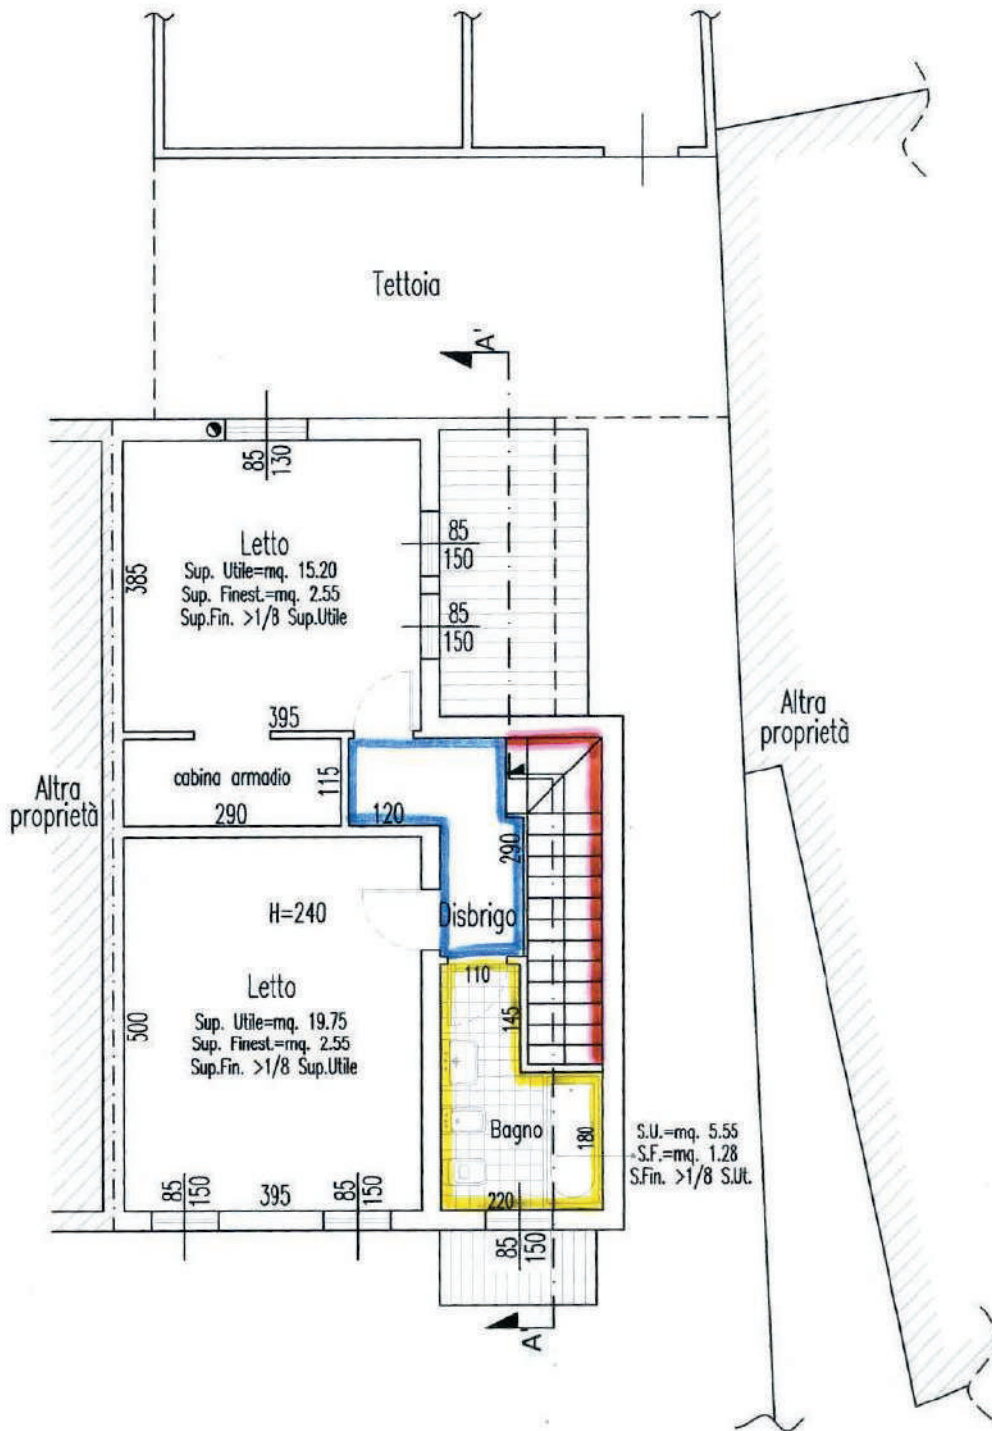 Tettoia
A'
85
130
Letto
Sup. Utile=mq. 15.20
Sup. Finest.=mq. 2.55
Sup.Fin. >1/8 Sup.Utile
385
85
150
85
150
395
Altra
proprietà
Altra
proprietà
cabina armadio
115
290
120
290
H=240
Disbrigo
110
Letto
Sup. Utile=mq. 19.75
Sup. Finest.=mq. 2.55
Sup.Fin. >1/8 Sup.Utile
500
145
Bagno
180
S.U.=mq. 5.55
S.F.=mq. 1.28
S.Fin. >1/8 S.Ut.
85
150
395
85
150
220
85
150
A'